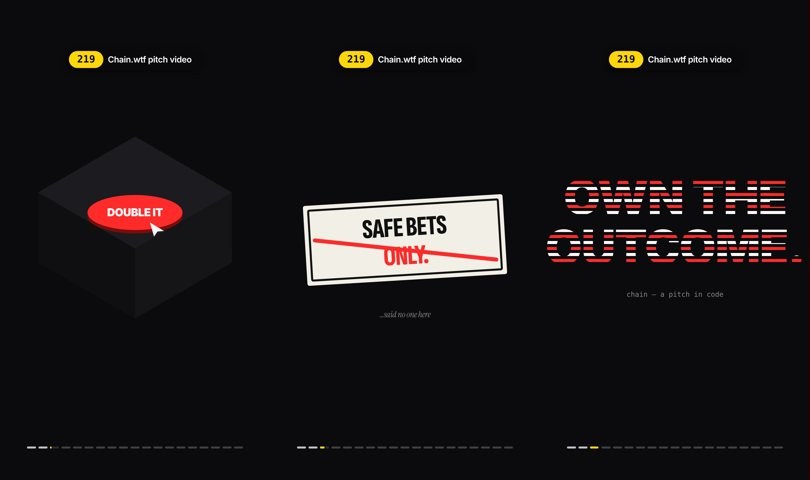 219 Chain.wtf pitch video
DOUBLE IT
219 Chain.wtf pitch video
SAFE BETS
ONLY.
...said no one here
219 Chain.wtf pitch video
OWN THE
OUTCOME.
chain — a pitch in code